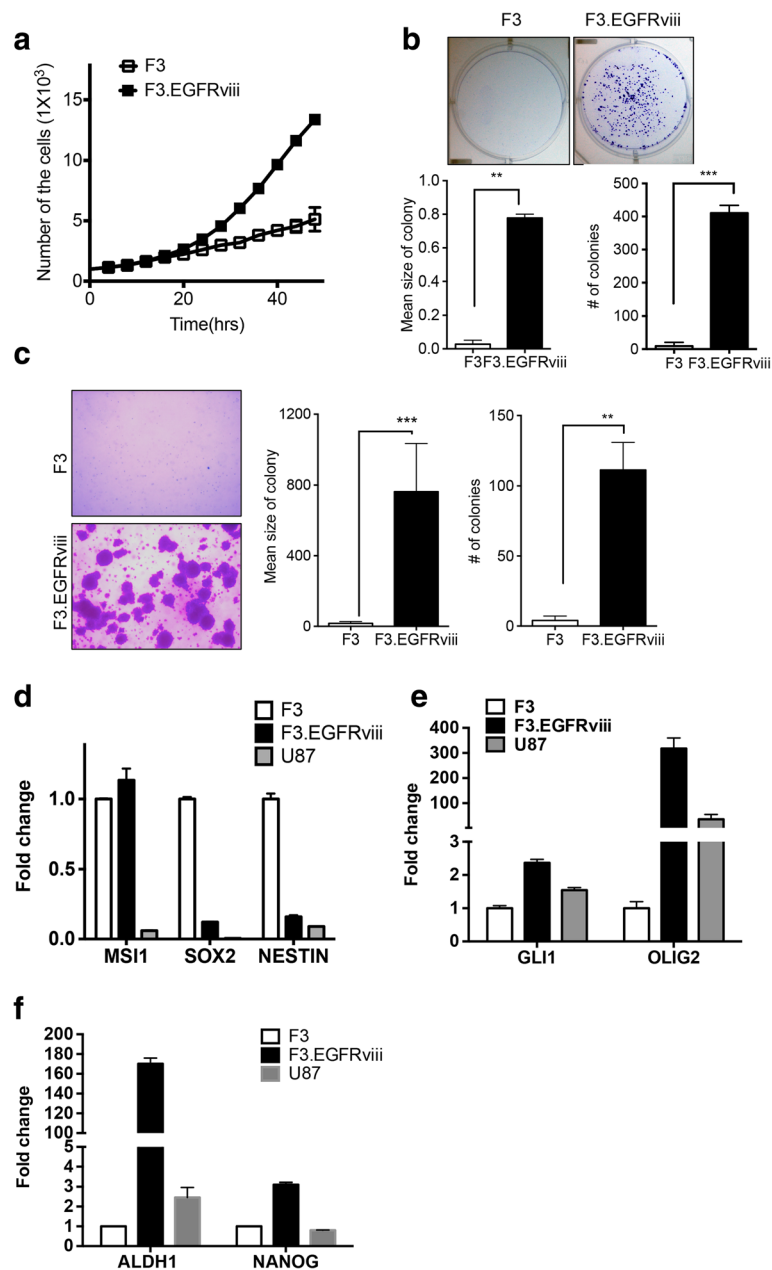 a
F3
F3.EGFRviii
Number of the cells (1X10³)
15
10
5
0
0 20 40
Time(hrs)
b
F3 F3.EGFRviii
**
Mean size of colony
1.0
0.8
0.6
0.4
0.2
0.0
F3F3.EGFRviii
***
# of colonies
500
400
300
200
100
0
F3 F3.EGFRviii
c
F3
F3.EGFRviii
***
Mean size of colony
1200
800
400
0
F3 F3.EGFRviii
**
# of colonies
150
100
50
0
F3 F3.EGFRviii
d
F3
F3.EGFRviii
U87
Fold change
1.0
0.5
0.0
MSI1 SOX2 NESTIN
e
F3
F3.EGFRviii
U87
Fold change
400
300
200
100
3
2
1
0
GLI1 OLIG2
f
F3
F3.EGFRviii
U87
Fold change
200
180
160
140
120
100
5
4
3
2
1
0
ALDH1 NANOG